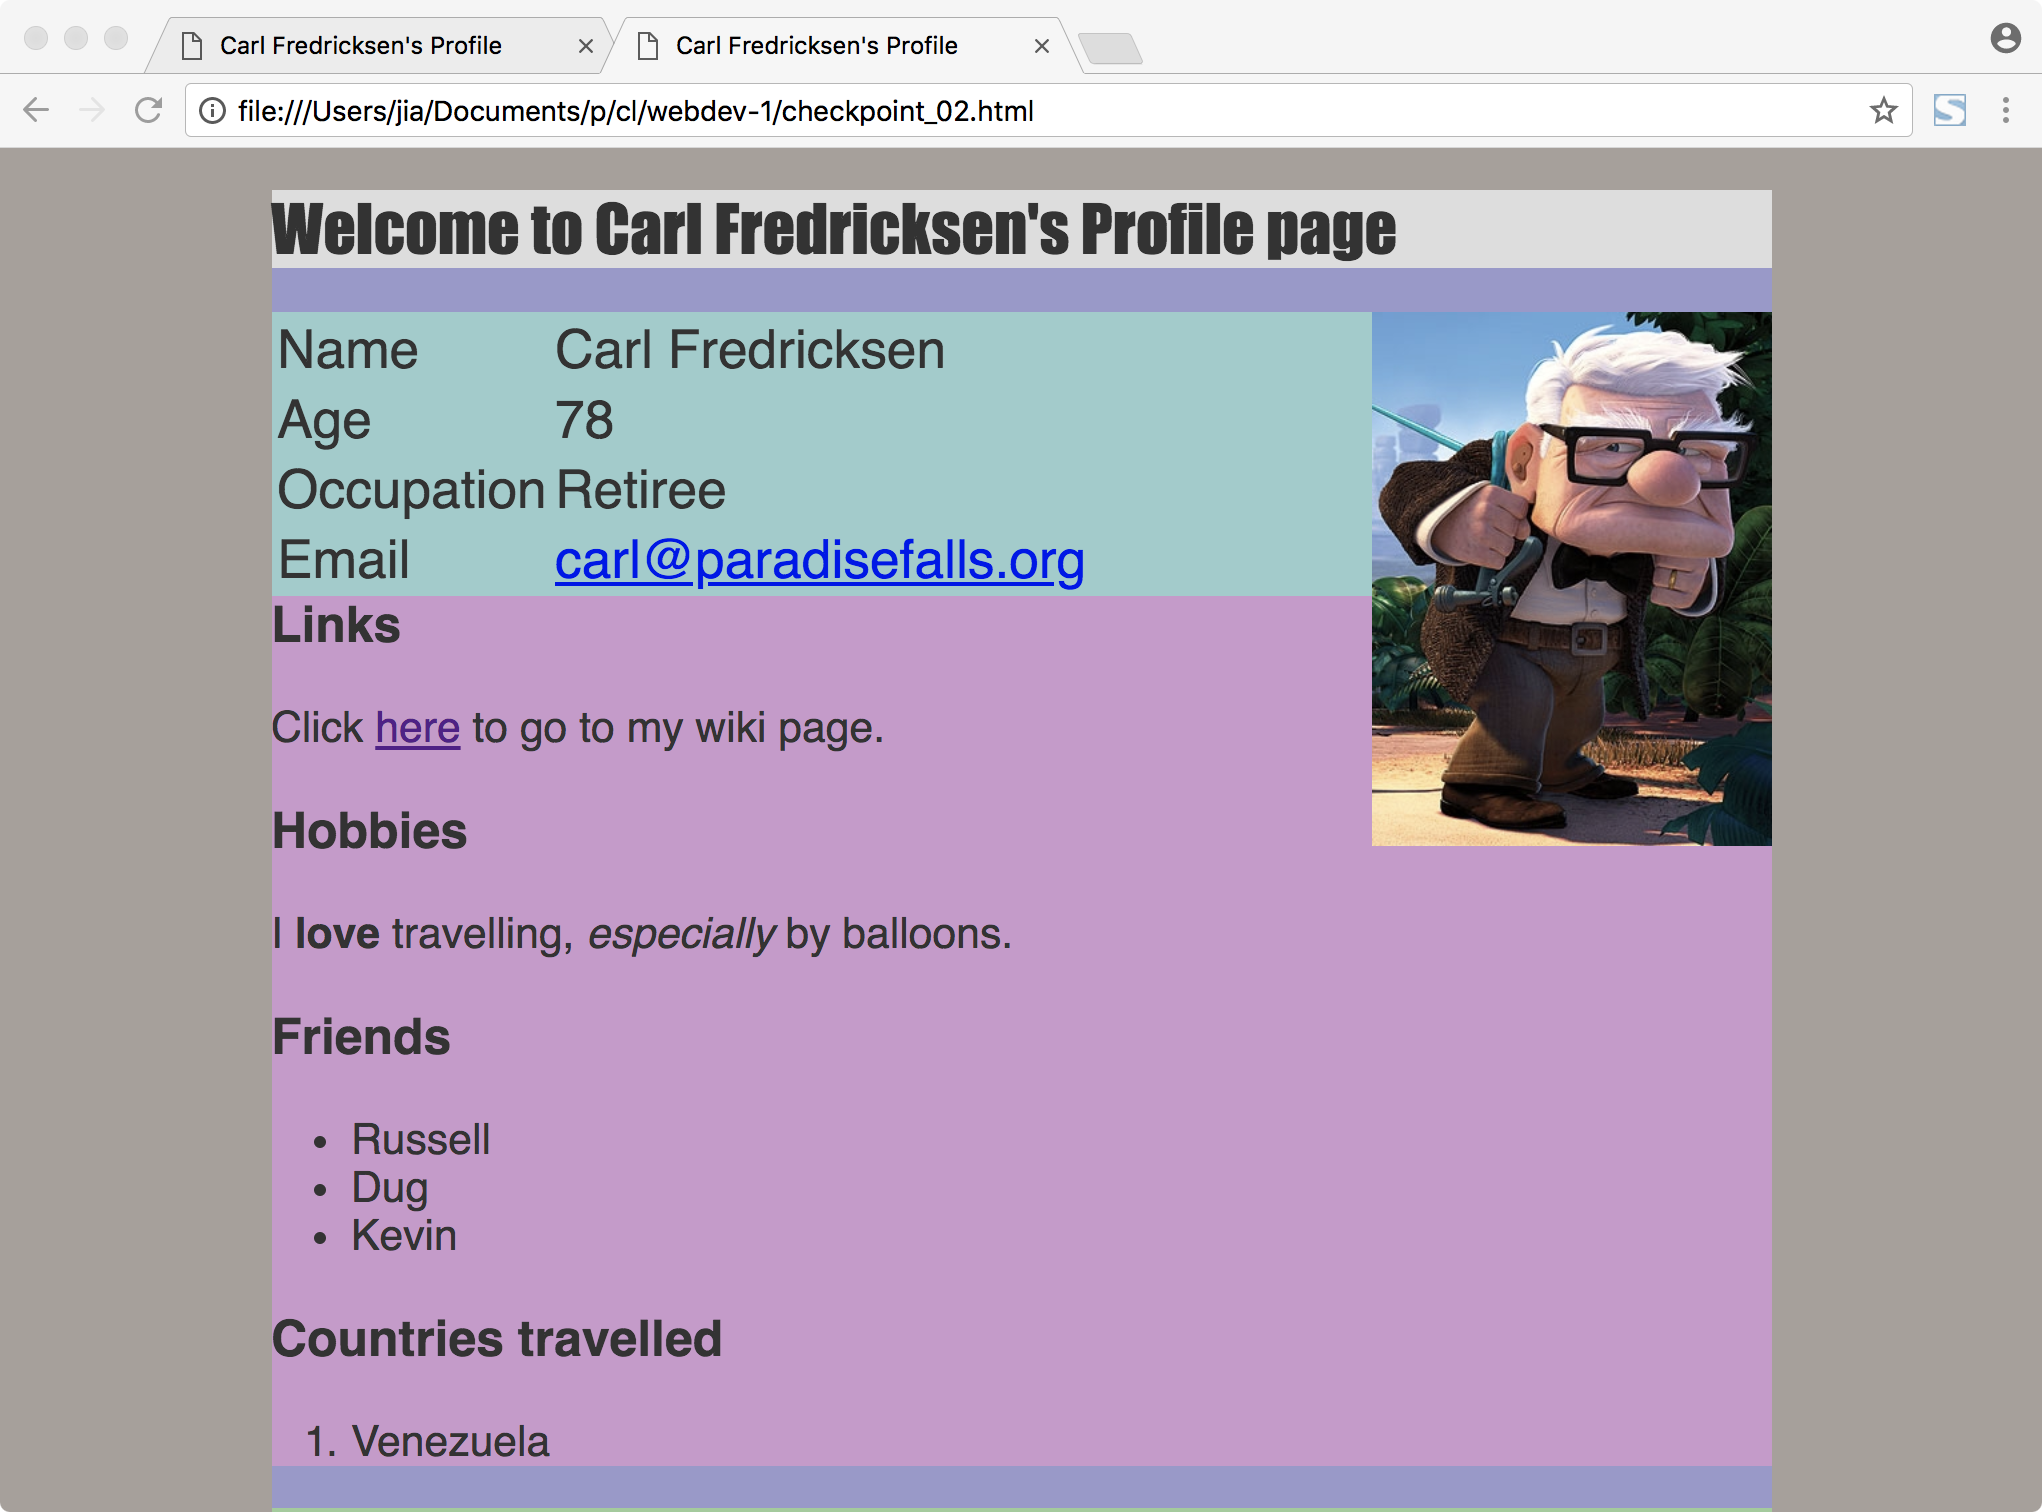 Carl Fredricksen's Profile
Carl Fredricksen's Profile
file:///Users/jia/Documents/p/cl/webdev-1/checkpoint_02.html
Welcome to Carl Fredricksen's Profile page
Name Carl Fredricksen
Age 78
Occupation Retiree
Email carl@paradisefalls.org
Links
Click here to go to my wiki page.
Hobbies
I love travelling, especially by balloons.
Friends
• Russell
• Dug
• Kevin
Countries travelled
1. Venezuela